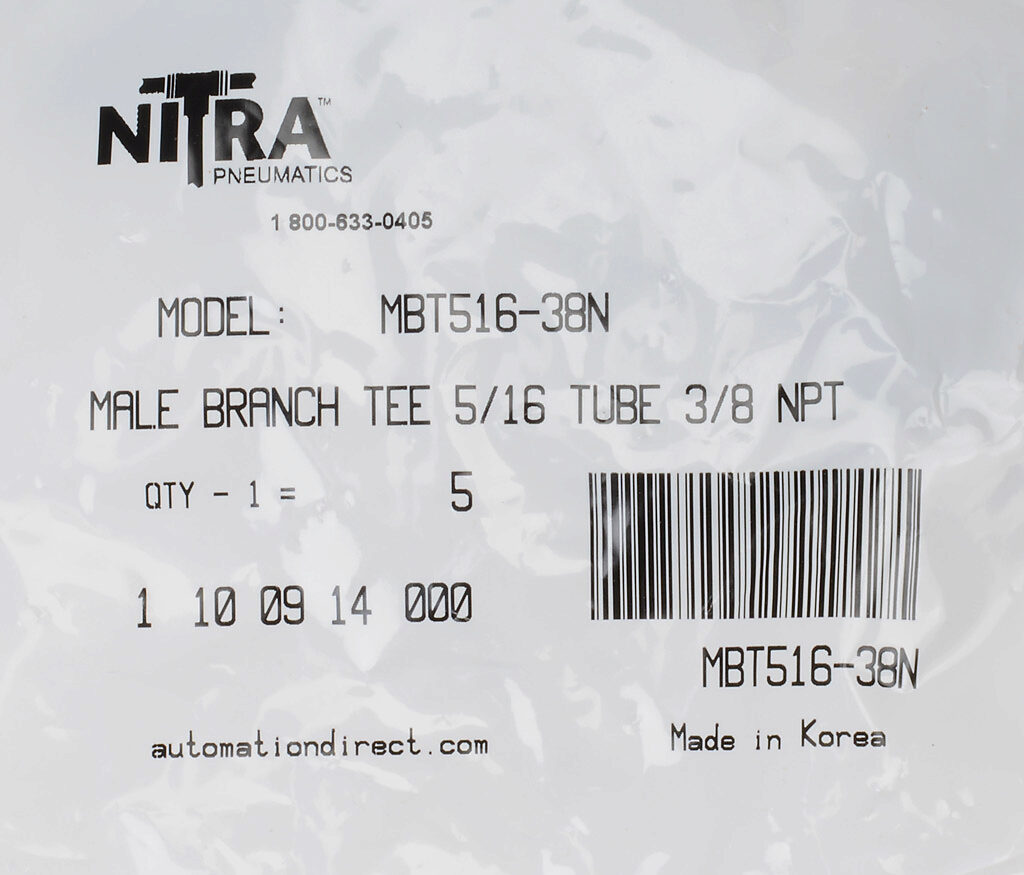 NITRA™
PNEUMATICS
1 800-633-0405
MODEL: MBT516-38N
MALE BRANCH TEE 5/16 TUBE 3/8 NPT
QTY - 1 = 5
1 10 09 14 000
MBT516-38N
automationdirect.com
Made in Korea